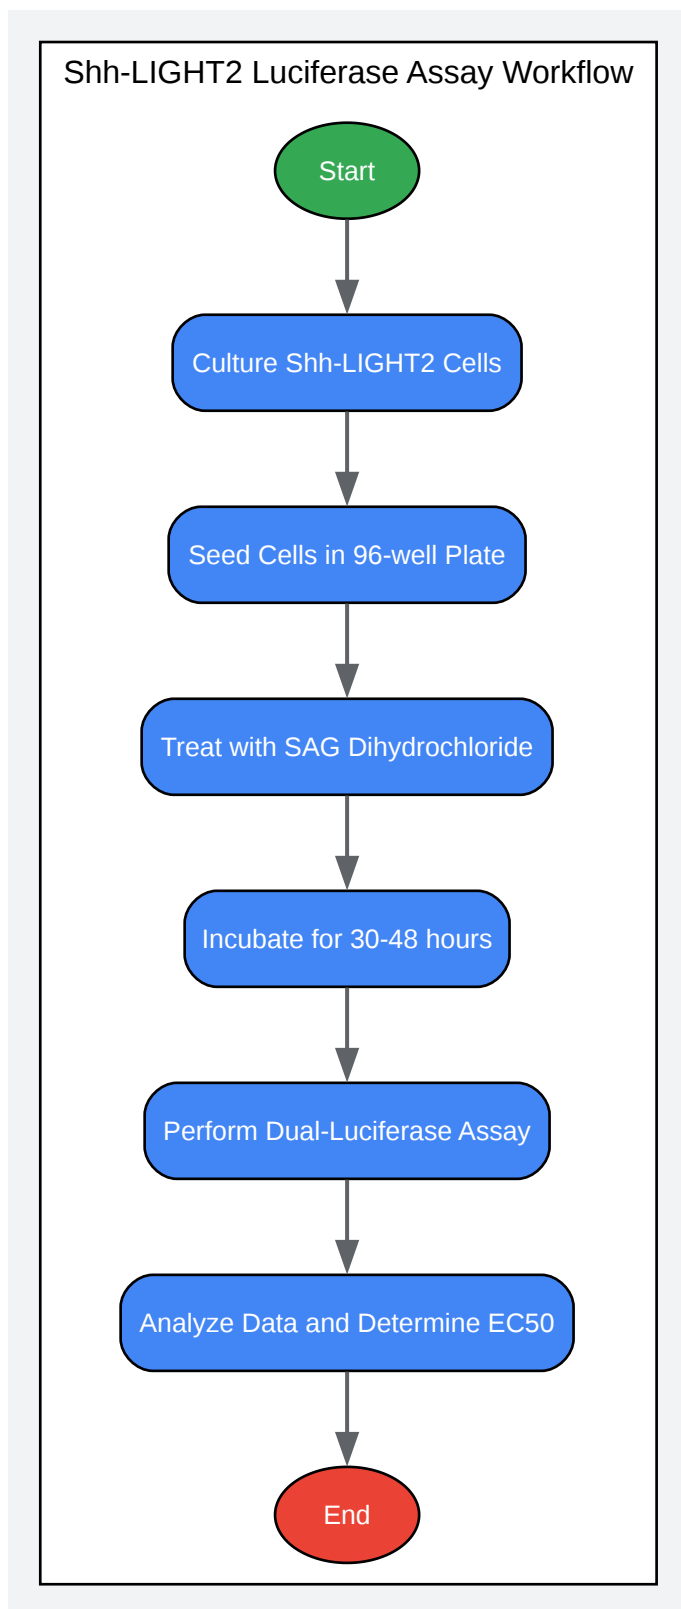 Shh-LIGHT2 Luciferase Assay Workflow
Start
Culture Shh-LIGHT2 Cells
Seed Cells in 96-well Plate
Treat with SAG Dihydrochloride
Incubate for 30-48 hours
Perform Dual-Luciferase Assay
Analyze Data and Determine EC50
End